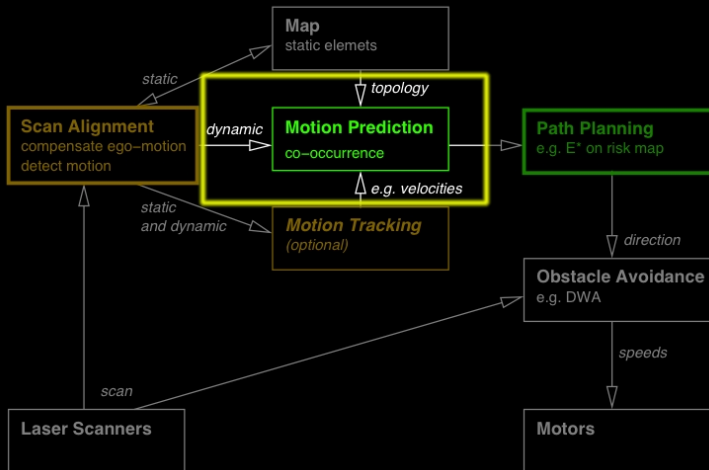 Map
static elemets
static
topology
Scan Alignment
compensate ego-motion
detect motion
dynamic
Motion Prediction
co-occurrence
Path Planning
e.g. E* on risk map
e.g. velocities
static
and dynamic
Motion Tracking
(optional)
direction
Obstacle Avoidance
e.g. DWA
speeds
scan
Laser Scanners
Motors